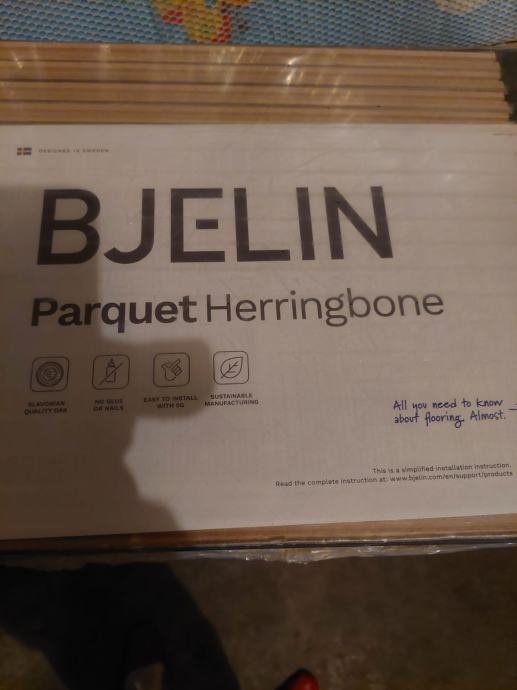 DESIGNED IN SWEDEN
BJELIN
Parquet Herringbone
SLAVONIAN
QUALITY OAK
NO GLUE
OR NAILS
EASY TO INSTALL
WITH 5G
SUSTAINABLE
MANUFACTURING
All you need to know
about flooring. Almost.
This is a simplified installation instruction.
Read the complete instruction at: www.bjelin.com/en/support/products